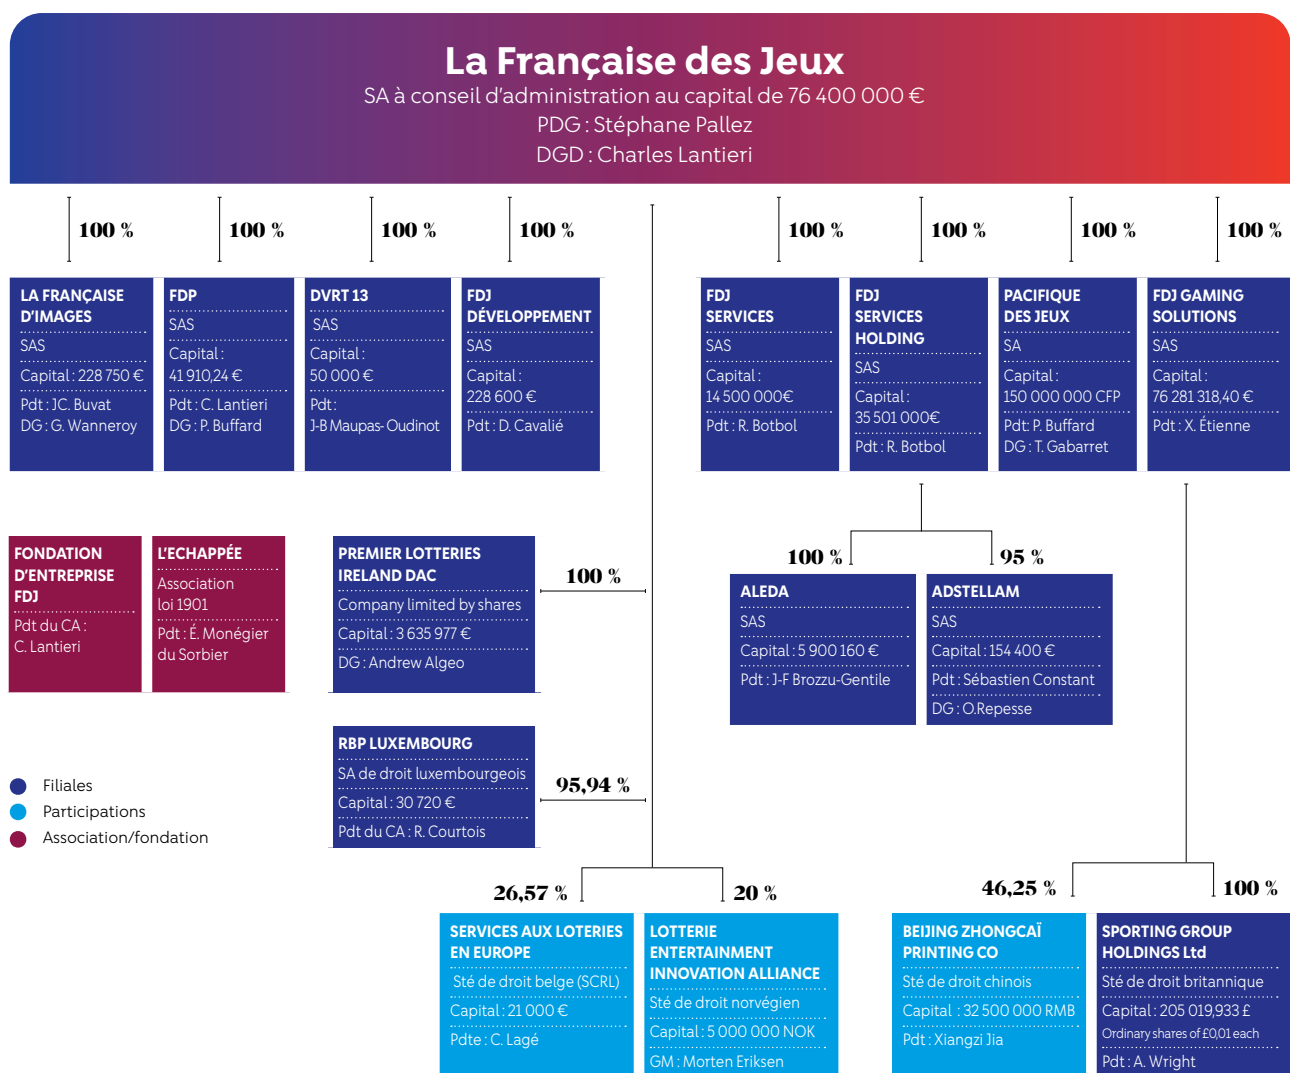 La Française des Jeux
SA à conseil d'administration au capital de 76 400 000 €
PDG : Stéphane Pallez
DGD : Charles Lantieri
100 %
100 %
100 %
100 %
100 %
100 %
100 %
100 %
LA FRANÇAISE
D'IMAGES
SAS
Capital : 228 750 €
Pdt : JC. Buvat
DG : G. Wanneroy
FDP
SAS
Capital :
41 910,24 €
Pdt : C. Lantieri
DG : P. Buffard
DVRT 13
SAS
Capital :
50 000 €
Pdt :
J-B Maupas- Oudinot
FDJ
DÉVELOPPEMENT
SAS
Capital :
228 600 €
Pdt : D. Cavalié
FDJ
SERVICES
SAS
Capital :
14 500 000€
Pdt : R. Botbol
FDJ
SERVICES
HOLDING
SAS
Capital :
35 501 000€
Pdt : R. Botbol
PACIFIQUE
DES JEUX
SA
Capital :
150 000 000 CFP
Pdt: P. Buffard
DG : T. Gabarret
FDJ GAMING
SOLUTIONS
SAS
Capital :
76 281 318,40 €
Pdt : X. Étienne
FONDATION
D'ENTREPRISE
FDJ
Pdt du CA :
C. Lantieri
L'ECHAPPÉE
Association
loi 1901
Pdt : É. Monégier
du Sorbier
PREMIER LOTTERIES
IRELAND DAC
Company limited by shares
Capital : 3 635 977 €
DG : Andrew Algeo
100 %
100 %
95 %
ALEDA
SAS
Capital : 5 900 160 €
Pdt : J-F Brozzu-Gentile
ADSTELLAM
SAS
Capital : 154 400 €
Pdt : Sébastien Constant
DG : O.Repesse
RBP LUXEMBOURG
SA de droit luxembourgeois
Capital : 30 720 €
Pdt du CA : R. Courtois
95,94 %
Filiales
Participations
Association/fondation
26,57 %
20 %
46,25 %
100 %
SERVICES AUX LOTERIES
EN EUROPE
Sté de droit belge (SCRL)
Capital : 21 000 €
Pdte : C. Lagé
LOTTERIE
ENTERTAINMENT
INNOVATION ALLIANCE
Sté de droit norvégien
Capital : 5 000 000 NOK
GM : Morten Eriksen
BEIJING ZHONGCAÏ
PRINTING CO
Sté de droit chinois
Capital : 32 500 000 RMB
Pdt : Xiangzi Jia
SPORTING GROUP
HOLDINGS Ltd
Sté de droit britannique
Capital : 205 019,933 £
Ordinary shares of £0,01 each
Pdt : A. Wright